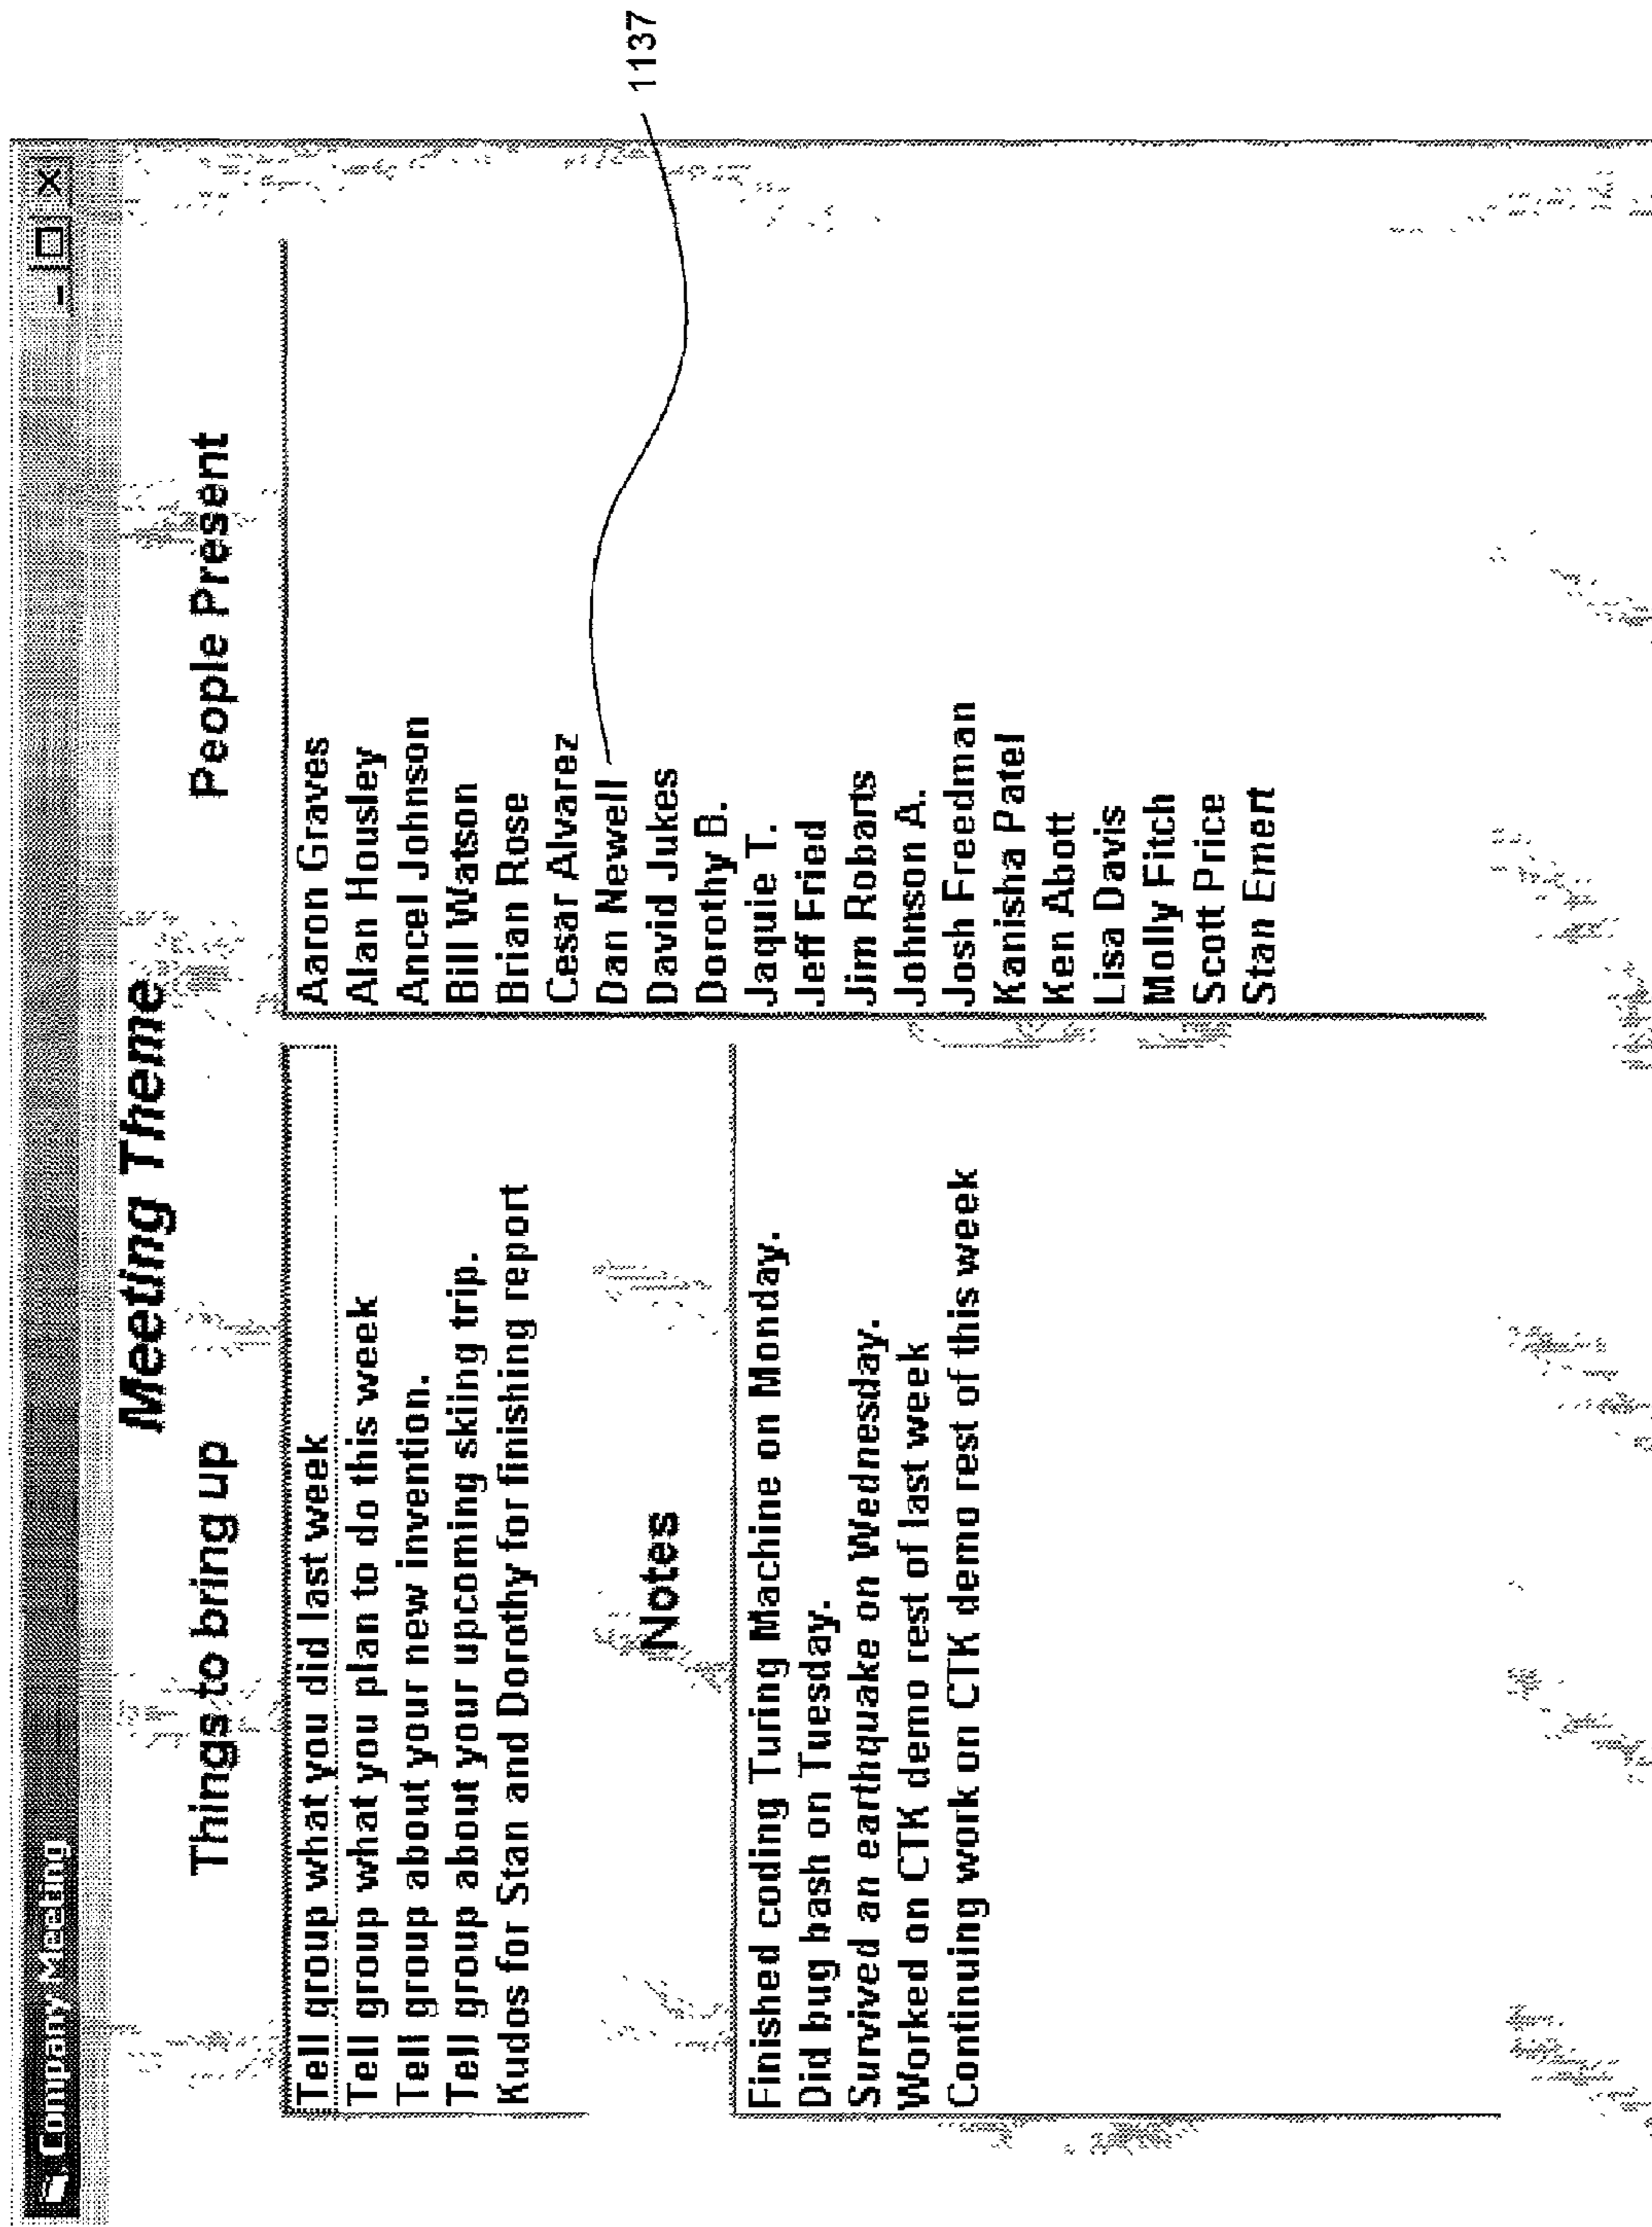 Company Meeting
Meeting Theme
Things to bring up
Tell group what you did last week
Tell group what you plan to do this week
Tell group about your new invention.
Tell group about your upcoming skiing trip.
Kudos for Stan and Dorothy for finishing report
Notes
Finished coding Turing Machine on Monday.
Did bug bash on Tuesday.
Survived an earthquake on Wednesday.
Worked on CTK demo rest of last week
Continuing work on CTK demo rest of this week
People Present
Aaron Graves
Alan Housley
Ancel Johnson
Bill Watson
Brian Rose
Cesar Alvarez
Dan Newell
David Jukes
Dorothy B.
Jaquie T.
Jeff Fried
Jim Robarts
Johnson A.
Josh Freedman
Kanisha Patel
Ken Abott
Lisa Davis
Molly Fitch
Scott Price
Stan Emert
1137